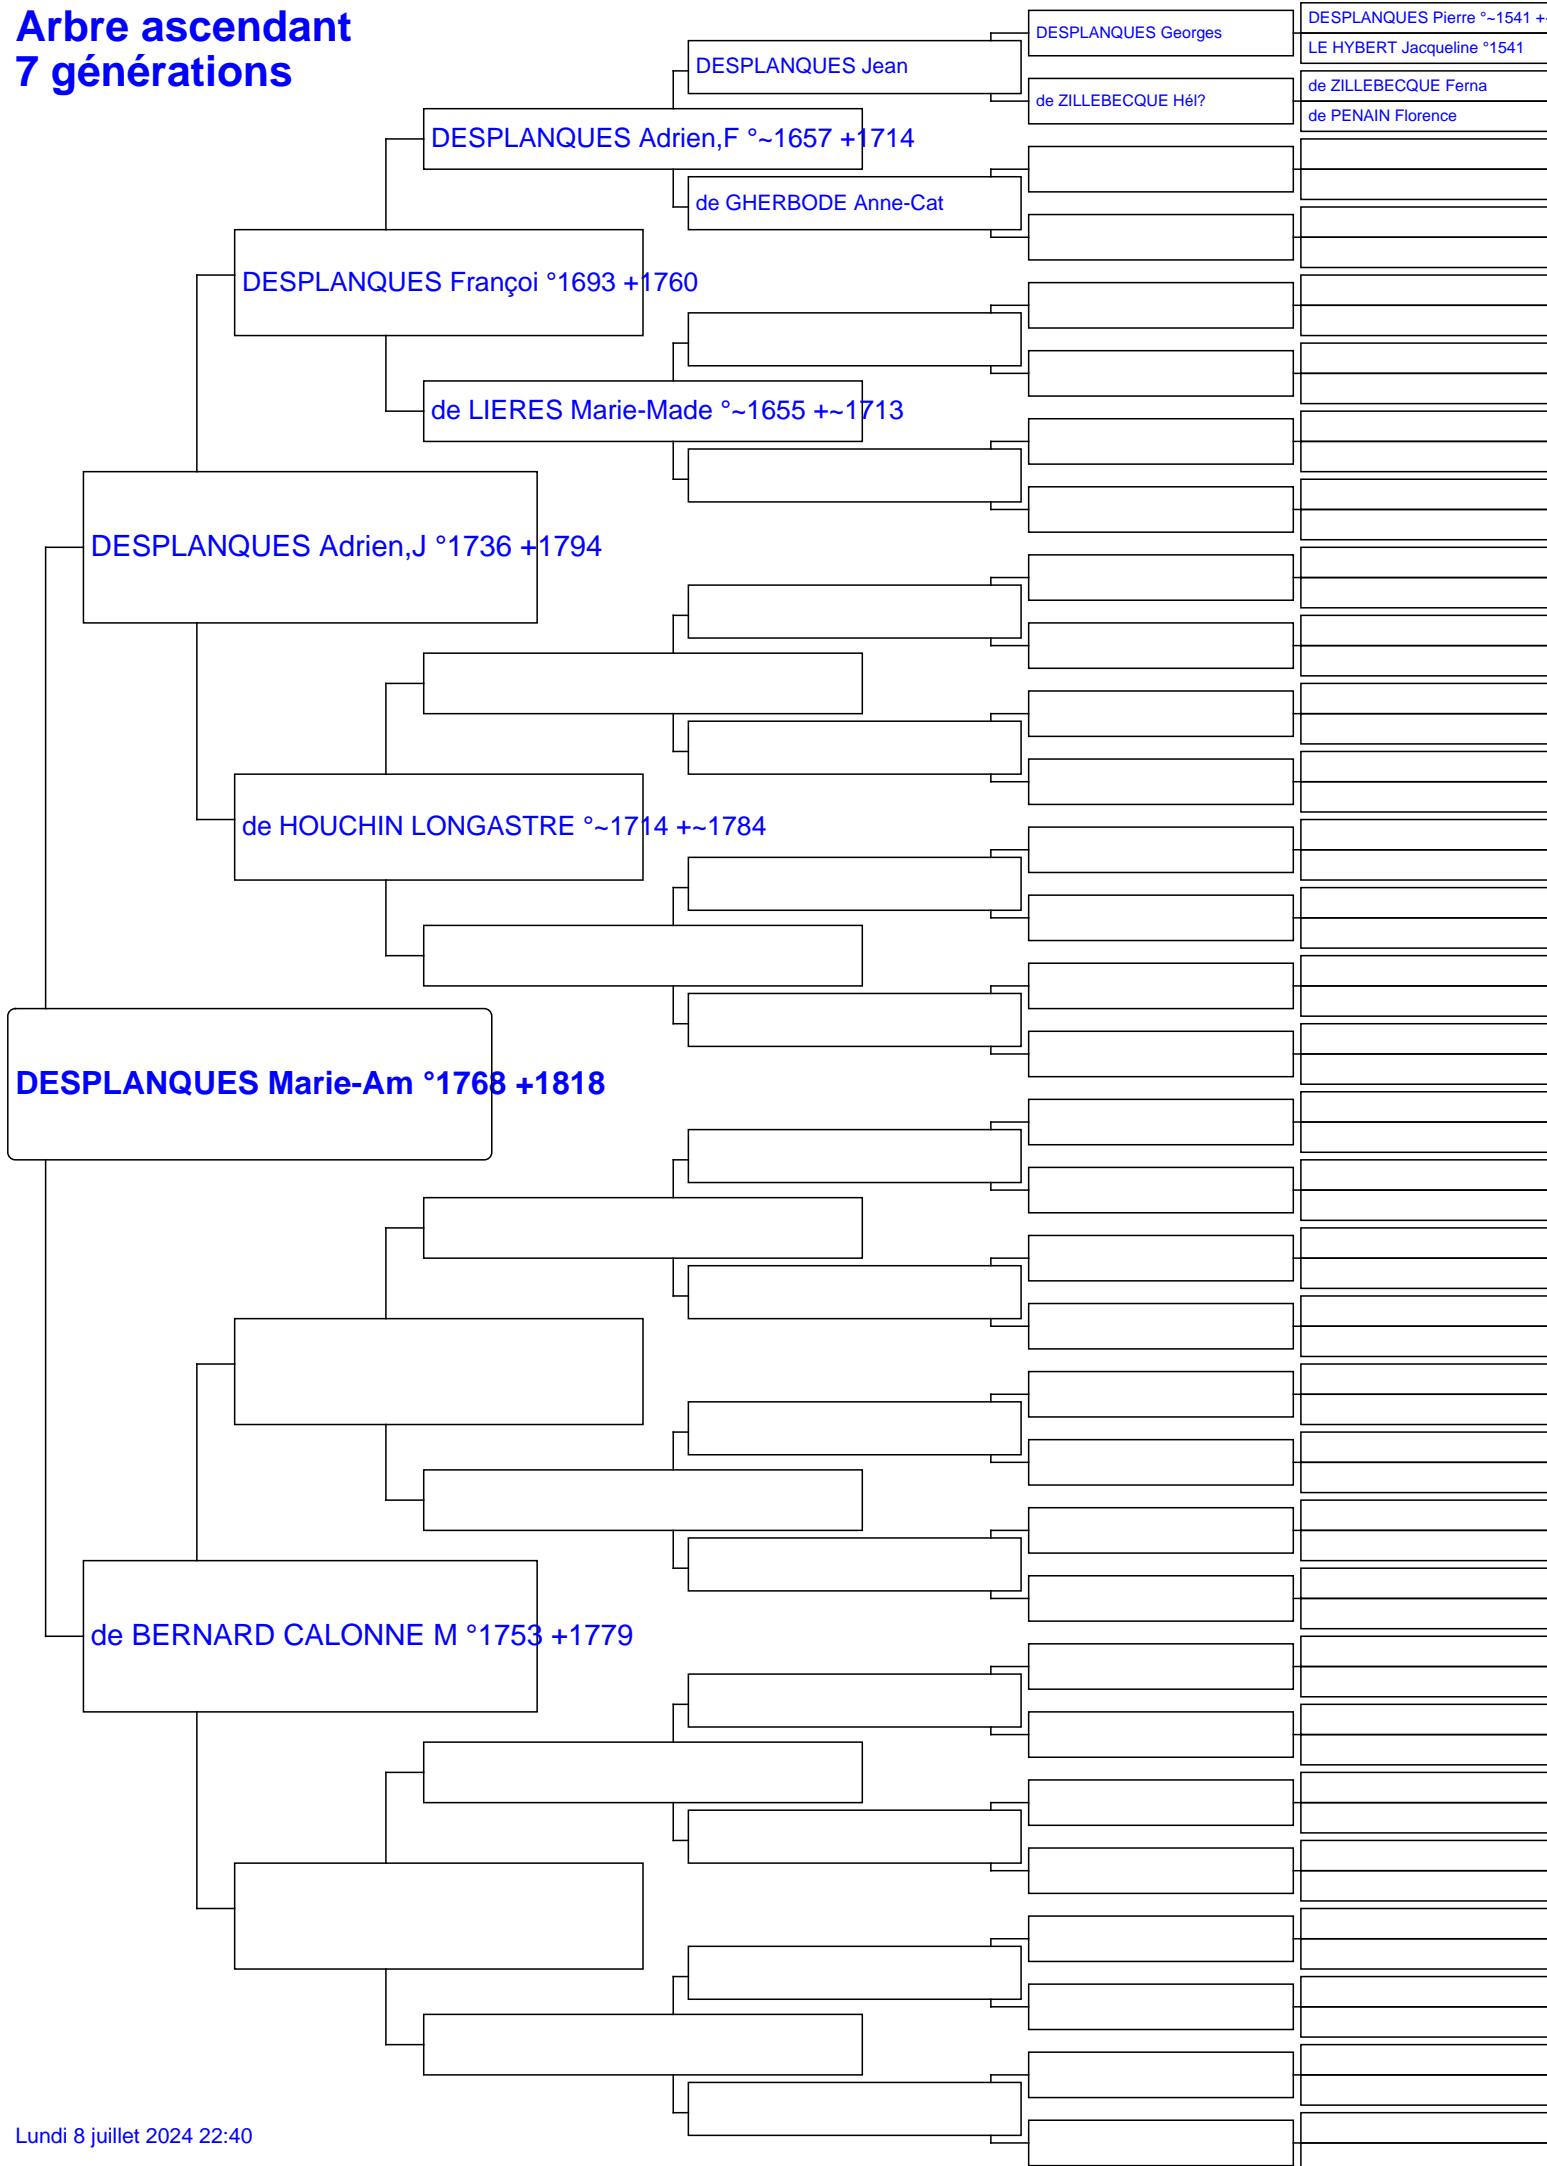 Arbre ascendant
7 générations
DESPLANQUES Pierre °~1541 +
LE HYBERT Jacqueline °1541
DESPLANQUES Georges
DESPLANQUES Jean
de ZILLEBECQUE Ferna
de ZILLEBECQUE Hél?
de PENAIN Florence
DESPLANQUES Adrien,F °~1657 +1714
de GHERBODE Anne-Cat
DESPLANQUES Françoi °1693 +1760
de LIERES Marie-Made °~1655 +~1713
DESPLANQUES Adrien,J °1736 +1794
de HOUCHIN LONGASTRE °~1714 +~1784
DESPLANQUES Marie-Am °1768 +1818
de BERNARD CALONNE M °1753 +1779
Lundi 8 juillet 2024 22:40